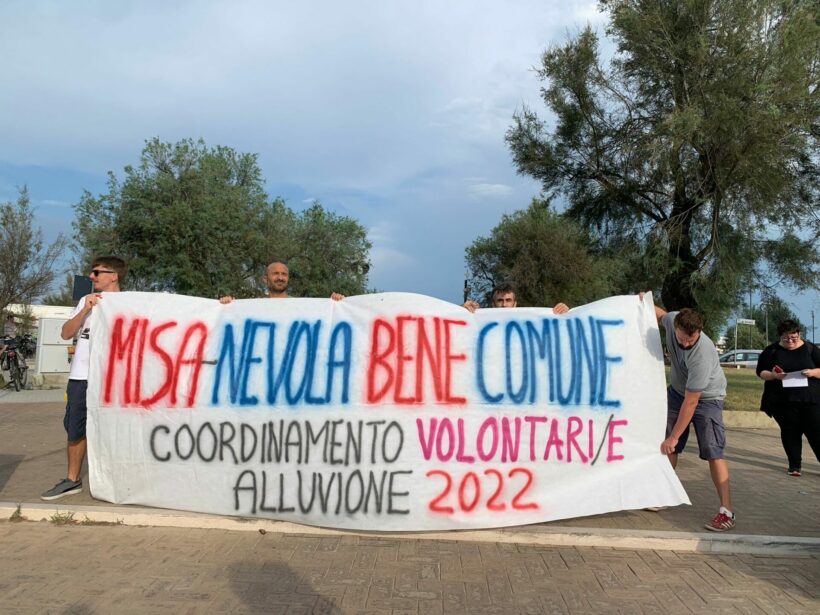 MISA-NEVOLA BENE COMUNE
COORDINAMENTO VOLONTARI/E
ALLUVIONE 2022